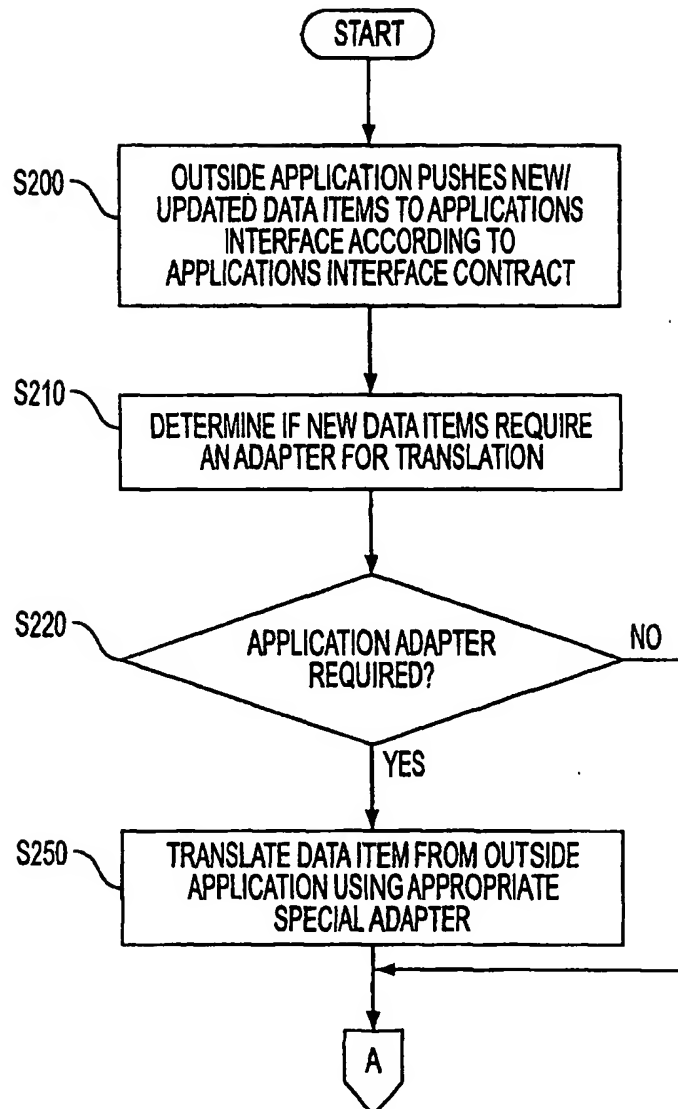 START
S200
OUTSIDE APPLICATION PUSHES NEW/
UPDATED DATA ITEMS TO APPLICATIONS
INTERFACE ACCORDING TO
APPLICATIONS INTERFACE CONTRACT
S210
DETERMINE IF NEW DATA ITEMS REQUIRE
AN ADAPTER FOR TRANSLATION
S220
APPLICATION ADAPTER
REQUIRED?
NO
YES
S250
TRANSLATE DATA ITEM FROM OUTSIDE
APPLICATION USING APPROPRIATE
SPECIAL ADAPTER
A